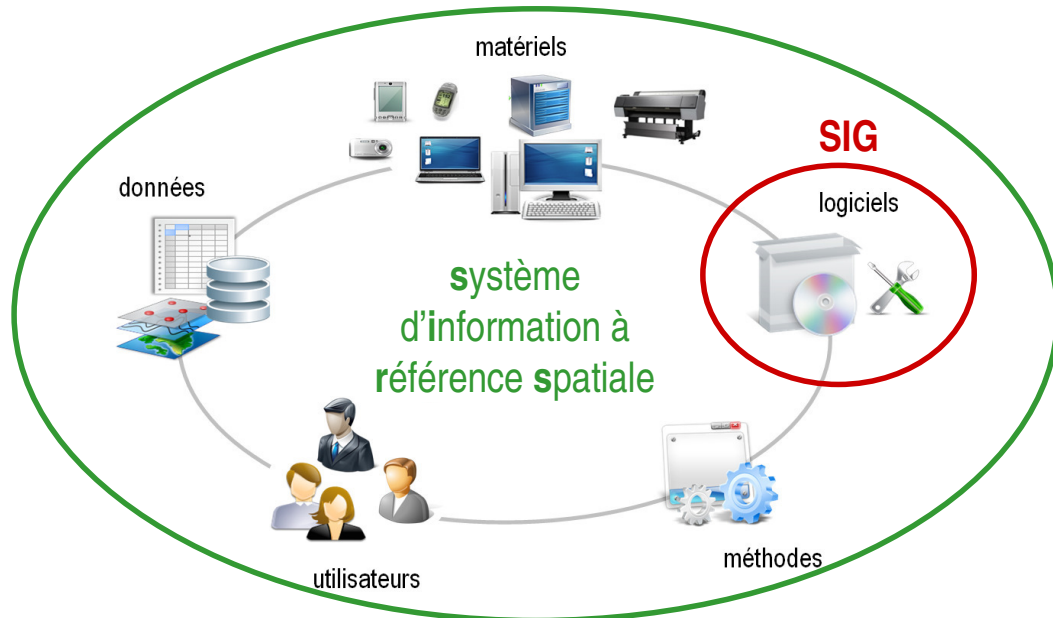 matériels
SIG
données
logiciels
système
d'information à
référence spatiale
utilisateurs
méthodes